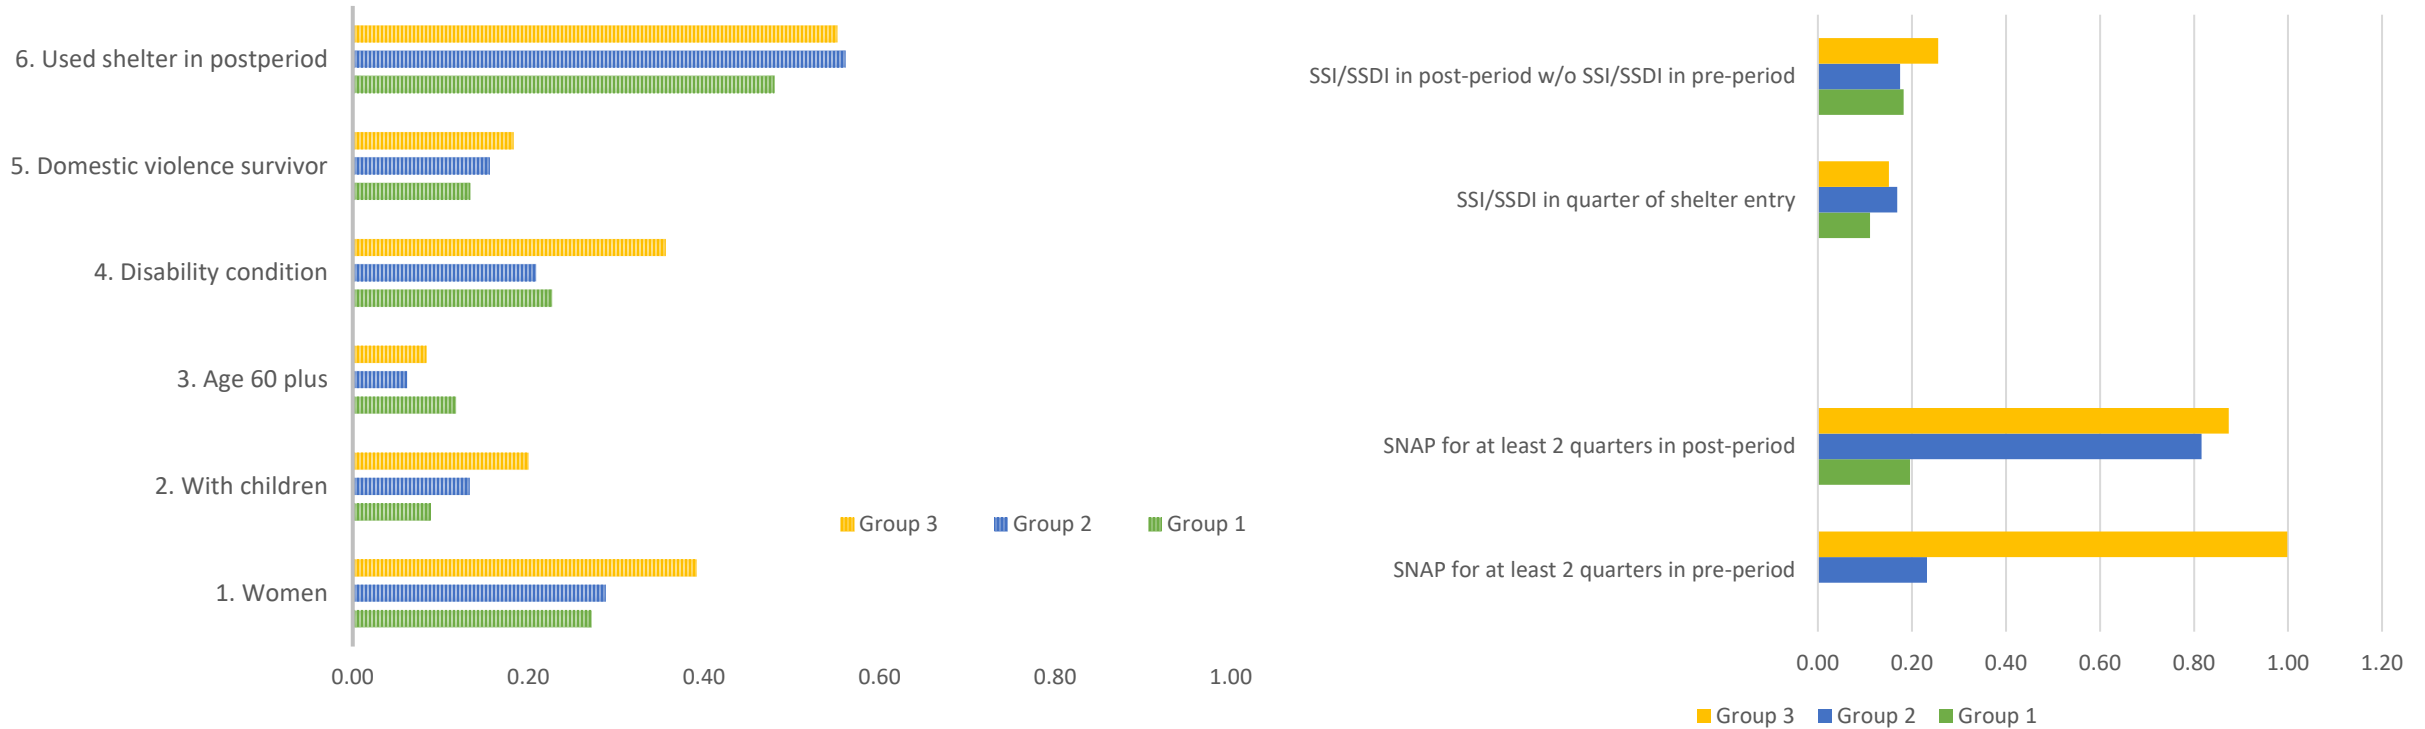 6. Used shelter in postperiod
5. Domestic violence survivor
4. Disability condition
3. Age 60 plus
2. With children
1. Women
0.00 0.20 0.40 0.60 0.80 1.00
Group 3 Group 2 Group 1
SSI/SSDI in post-period w/o SSI/SSDI in pre-period
SSI/SSDI in quarter of shelter entry
SNAP for at least 2 quarters in post-period
SNAP for at least 2 quarters in pre-period
0.00 0.20 0.40 0.60 0.80 1.00 1.20
Group 3 Group 2 Group 1